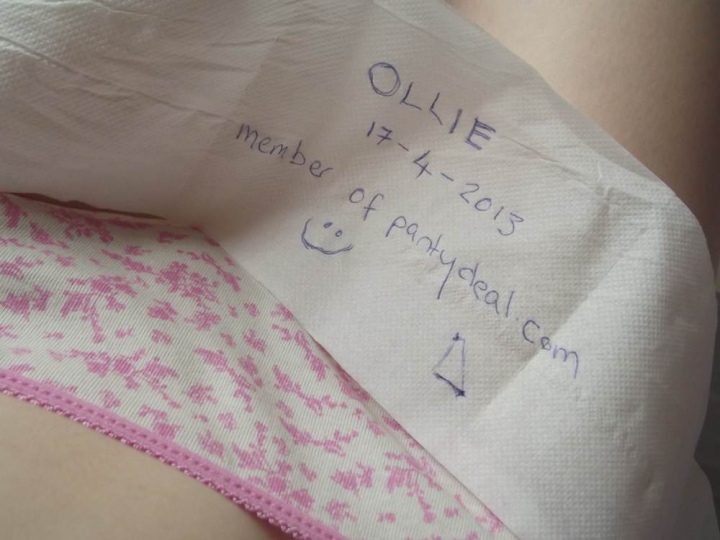 OLLIE
17-4-2013
member of pantydeal.com